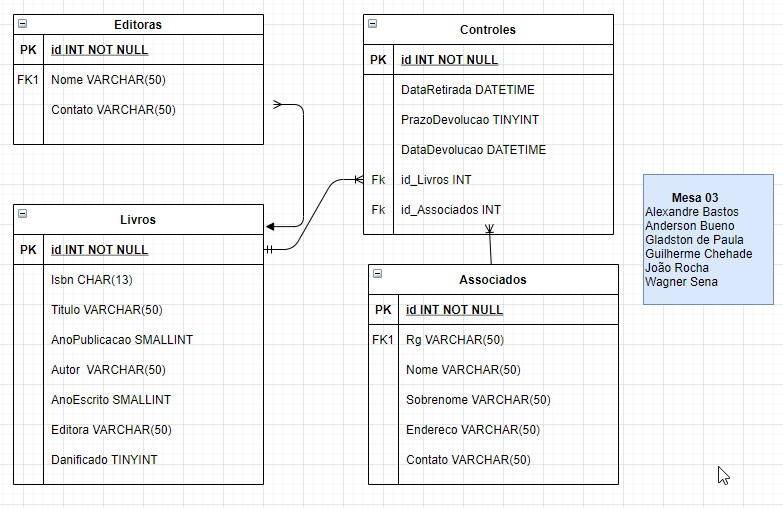 Editoras
PK id INT NOT NULL
FK1 Nome VARCHAR(50)
Contato VARCHAR(50)
Controles
PK id INT NOT NULL
DataRetirada DATETIME
PrazoDevolucao TINYINT
DataDevolucao DATETIME
Fk id_Livros INT
Fk id_Associados INT
Livros
PK id INT NOT NULL
Isbn CHAR(13)
Titulo VARCHAR(50)
AnoPublicacao SMALLINT
Autor VARCHAR(50)
AnoEscrito SMALLINT
Editora VARCHAR(50)
Danificado TINYINT
Associados
PK id INT NOT NULL
FK1 Rg VARCHAR(50)
Nome VARCHAR(50)
Sobrenome VARCHAR(50)
Endereco VARCHAR(50)
Contato VARCHAR(50)
Mesa 03
Alexandre Bastos
Anderson Bueno
Gladston de Paula
Guilherme Chehade
João Rocha
Wagner Sena